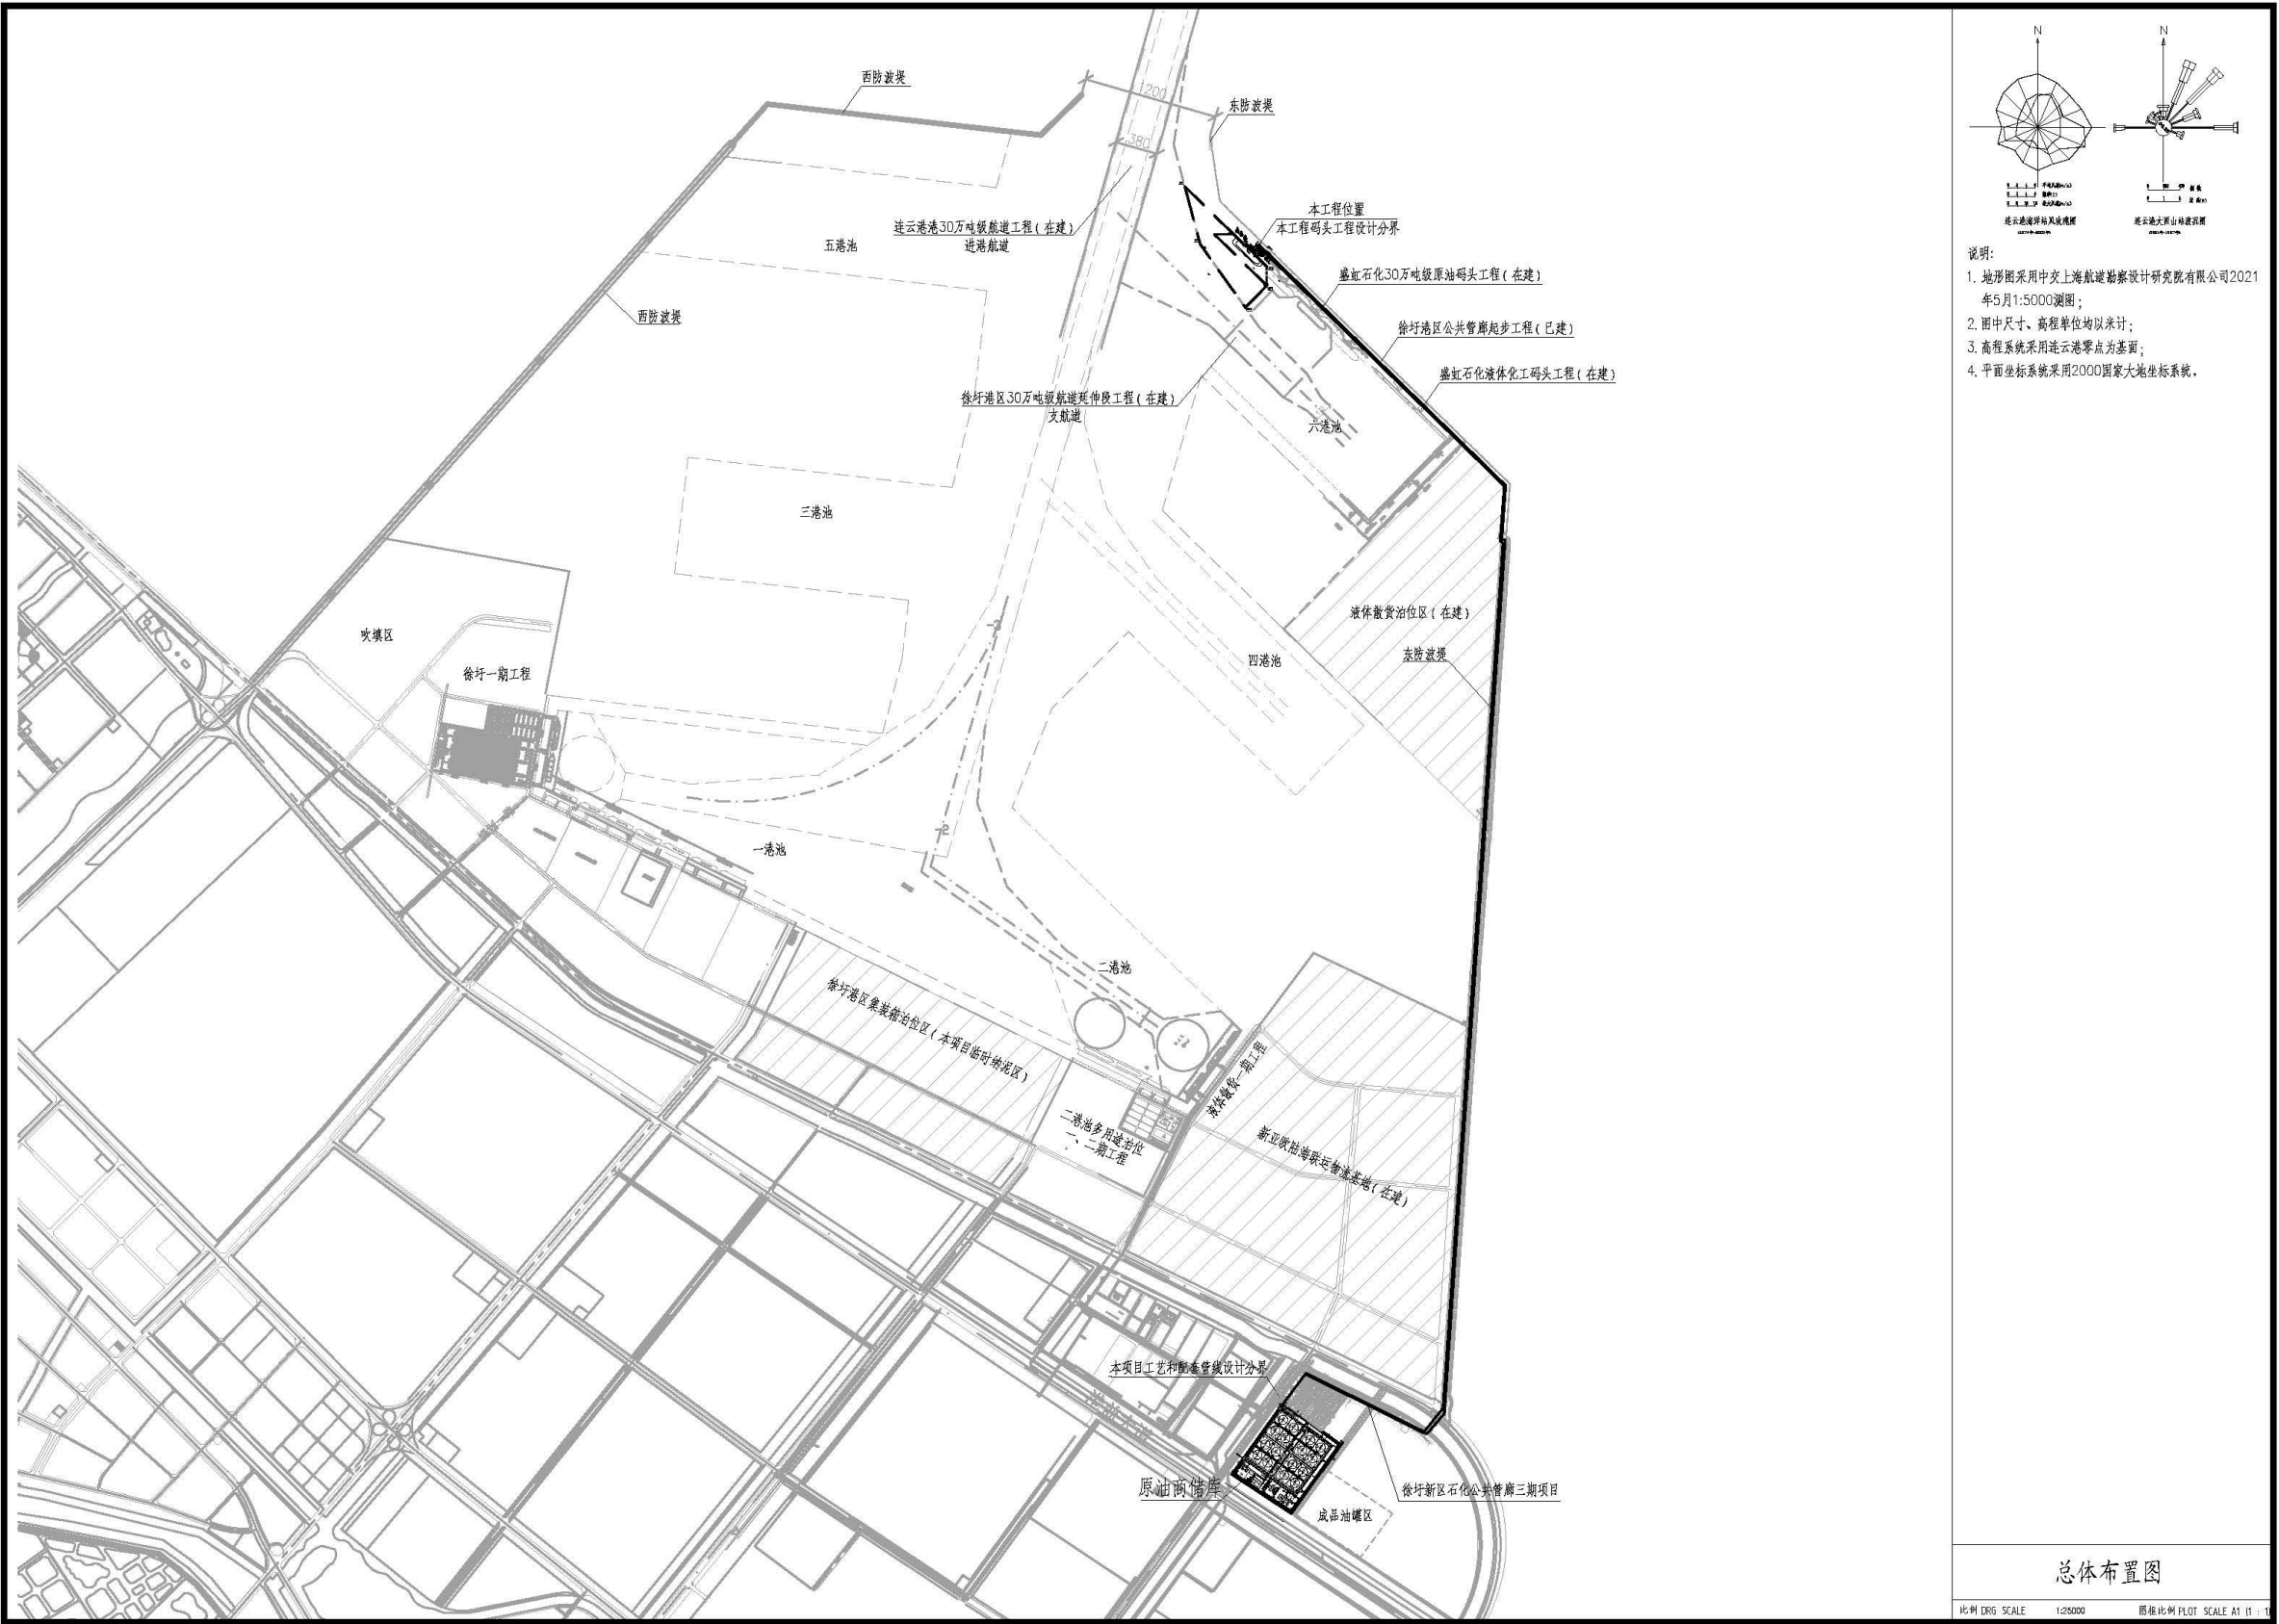 西防波堤
1200
东防波堤
380
本工程位置
本工程码头工程设计分界
连云港港30万吨级航道工程（在建）
进港航道
五港池
盛虹石化30万吨级原油码头工程（在建）
西防波堤
徐圩港区公共管廊起步工程（已建）
盛虹石化液体化工码头工程（在建）
徐圩港区30万吨级航道延伸段工程（在建）
支航道
六港池
三港池
液体散货泊位区（在建）
吹填区
东防波堤
四港池
徐圩一期工程
-3
-2
一港池
二港池
徐圩港区集装箱泊位区（本项目临时纳泥区）
液体散货一期工程
二港池多用途泊位
一、二期工程
新亚欧陆海联运物流基地（在建）
本项目工艺和配套管线设计分界
原油商储库
徐圩新区石化公共管廊三期项目
成品油罐区
N
N
连云港海洋站风玫瑰图
连云港大西山站波浪图
说明：
1. 地形图采用中交上海航道勘察设计研究院有限公司2021
年5月1:5000测图；
2. 图中尺寸、高程单位均以米计；
3. 高程系统采用连云港零点为基面；
4. 平面坐标系统采用2000国家大地坐标系统。
总体布置图
比例 DRG SCALE 1:25000 图框比例 PLOT SCALE A1 (1 : 1)